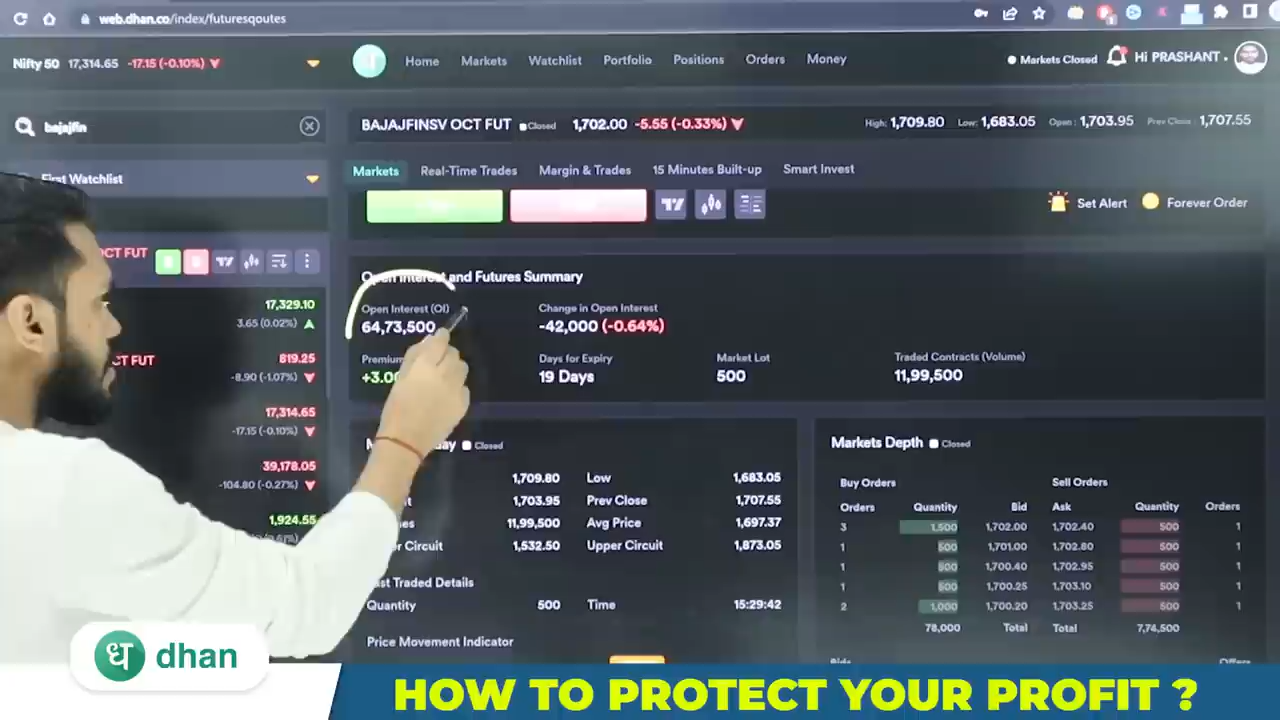 web.dhan.co/index/futuresqoutes
Nifty 50 17,314.65 -17.15 (-0.10%)
Home Markets Watchlist Portfolio Positions Orders Money
Markets Closed Hi PRASHANT
bajajfin
BAJAJFINSV OCT FUT Closed 1,702.00 -5.55 (-0.33%) High: 1,709.80 Low: 1,683.05 Open: 1,703.95 Prev Close: 1,707.55
First Watchlist
Markets Real-Time Trades Margin & Trades 15 Minutes Built-up Smart Invest
Set Alert Forever Order
OCT FUT
17,329.10
3.65 (0.02%)
CT FUT 819.25
-8.90 (-1.07%)
17,314.65
-17.15 (-0.10%)
39,178.05
-104.80 (-0.27%)
1,924.55
Open Interest and Futures Summary
Open Interest (OI) Change in Open Interest
64,73,500 -42,000 (-0.64%)
Premium Days for Expiry Market Lot Traded Contracts (Volume)
+3.00 19 Days 500 11,99,500
Closed
1,709.80 Low 1,683.05
1,703.95 Prev Close 1,707.55
11,99,500 Avg Price 1,697.37
Circuit 1,532.50 Upper Circuit 1,873.05
Last Traded Details
Quantity 500 Time 15:29:42
Price Movement Indicator
Markets Depth Closed
Buy Orders Sell Orders
Orders Quantity Bid Ask Quantity Orders
3 1,500 1,702.00 1,702.40 500 1
1 500 1,701.00 1,702.80 500 1
1 500 1,700.40 1,702.95 500 1
1 500 1,700.25 1,703.10 500 1
2 1,000 1,700.20 1,703.25 500 1
78,000 Total Total 7,74,500
ध dhan
HOW TO PROTECT YOUR PROFIT ?